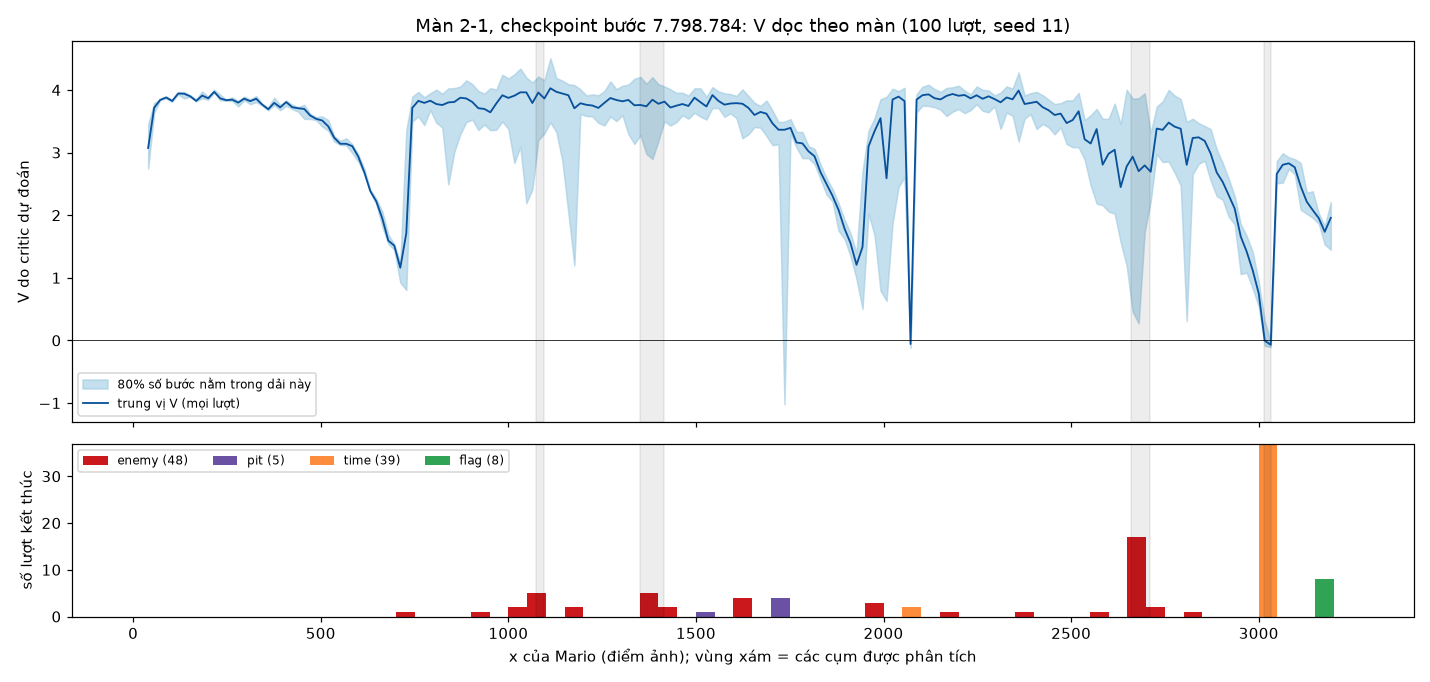 Màn 2-1, checkpoint bước 7.798.784: V dọc theo màn (100 lượt, seed 11)
V do critic dự đoán
4
3
2
1
0
−1
80% số bước nằm trong dải này
trung vị V (mọi lượt)
số lượt kết thúc
30
20
10
0
enemy (48)
pit (5)
time (39)
flag (8)
0
500
1000
1500
2000
2500
3000
x của Mario (điểm ảnh); vùng xám = các cụm được phân tích